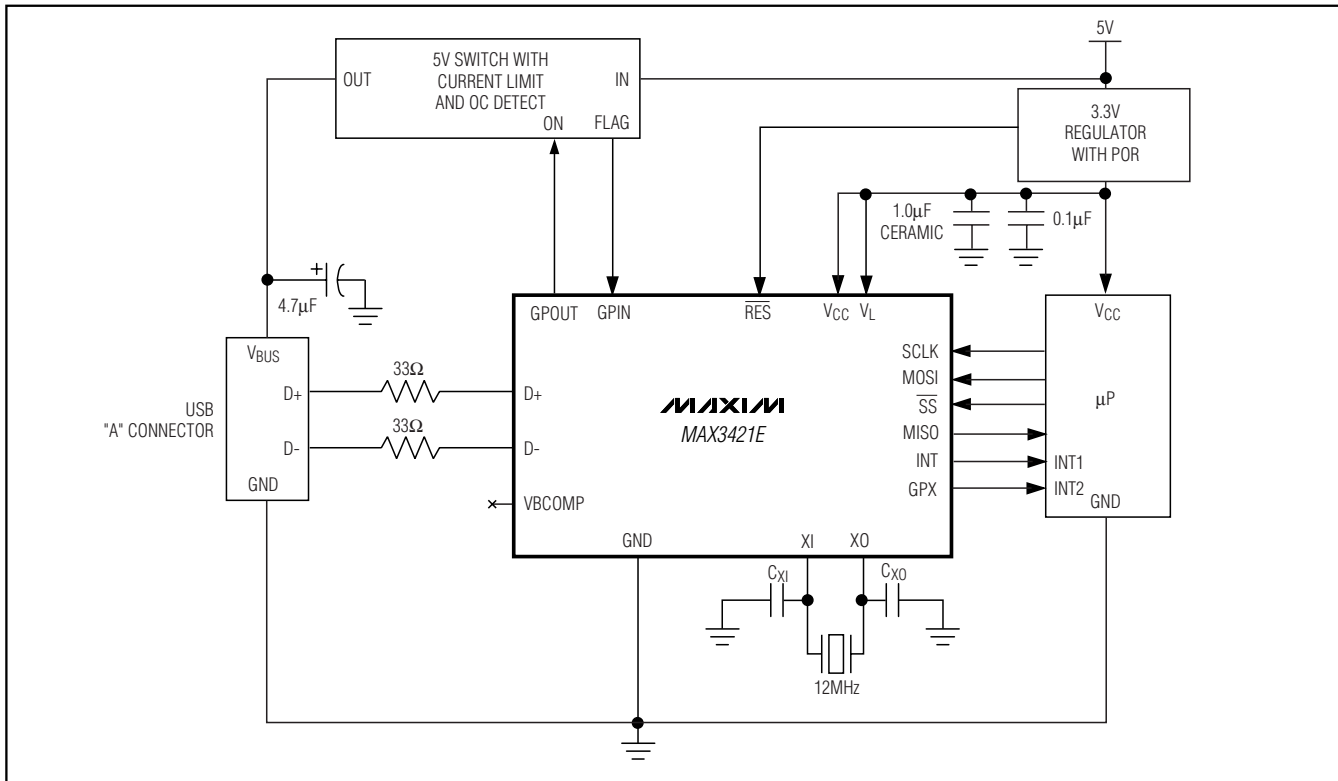 5V
5V SWITCH WITH
CURRENT LIMIT
AND OC DETECT
OUT
IN
ON
FLAG
3.3V
REGULATOR
WITH POR
1.0µF
CERAMIC
0.1µF
+
4.7µF
GPOUT
GPIN
RES
VCC
VL
VCC
VBUS
D+
D-
GND
USB
"A" CONNECTOR
33Ω
33Ω
D+
D-
VBCOMP
MAXIM
MAX3421E
SCLK
MOSI
SS
MISO
INT
GPX
µP
INT1
INT2
GND
GND
XI
XO
CXI
CXO
12MHz